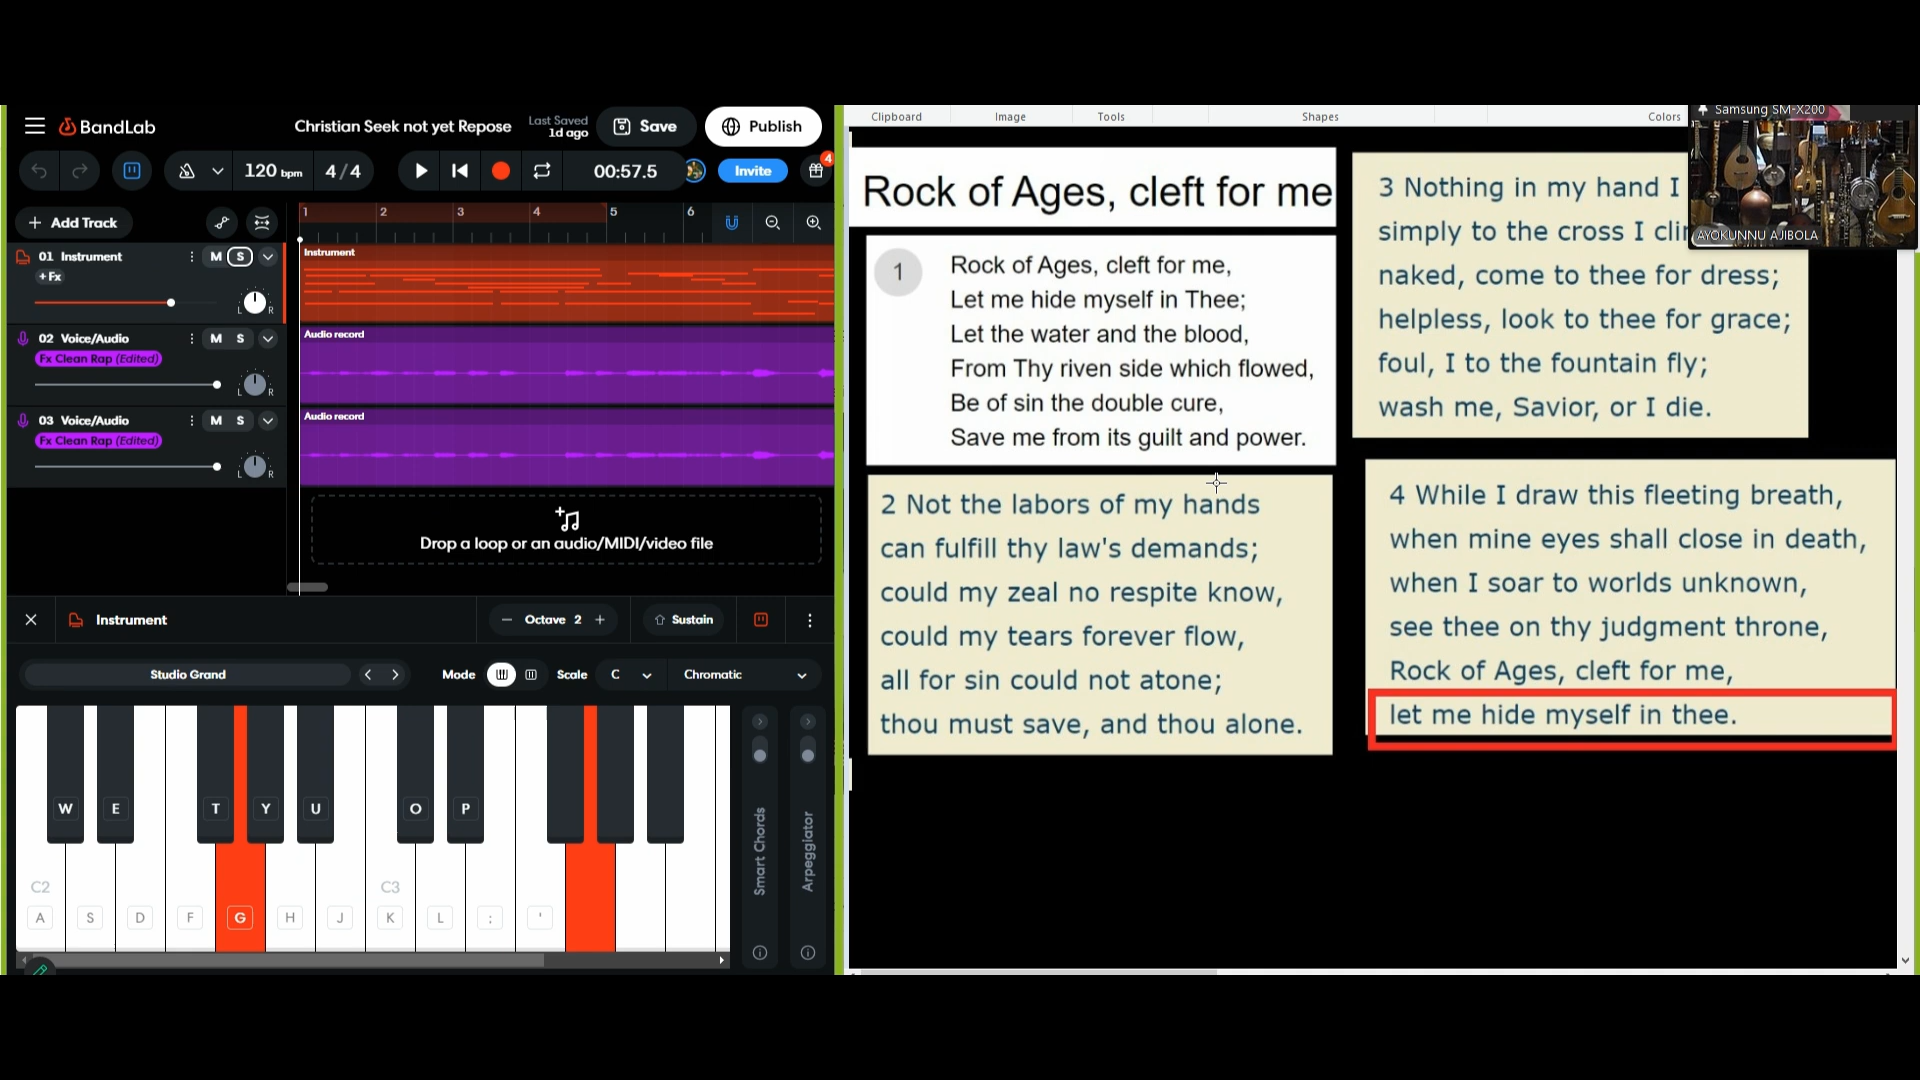 BandLab
Christian Seek not yet Repose
Last Saved
1d ago
Save
Publish
120 bpm
4/4
00:57.5
Invite
4
+ Add Track
1 2 3 4 5 6
01 Instrument
M S
+ Fx
L R
Instrument
02 Voice/Audio
M S
Fx Clean Rap (Edited)
L R
Audio record
03 Voice/Audio
M S
Fx Clean Rap (Edited)
L R
Audio record
Drop a loop or an audio/MIDI/video file
Instrument
Octave 2
Sustain
Studio Grand
Mode
Scale
C
Chromatic
W E T Y U O P
C2 C3
A S D F G H J K L ; '
Smart Chords
Arpeggiator
Clipboard
Image
Tools
Shapes
Colors
Samsung SM-X200
AYOKUNNU AJIBOLA
Rock of Ages, cleft for me
1
Rock of Ages, cleft for me,
Let me hide myself in Thee;
Let the water and the blood,
From Thy riven side which flowed,
Be of sin the double cure,
Save me from its guilt and power.
2 Not the labors of my hands
can fulfill thy law's demands;
could my zeal no respite know,
could my tears forever flow,
all for sin could not atone;
thou must save, and thou alone.
3 Nothing in my hand I
simply to the cross I
naked, come to thee for dress;
helpless, look to thee for grace;
foul, I to the fountain fly;
wash me, Savior, or I die.
4 While I draw this fleeting breath,
when mine eyes shall close in death,
when I soar to worlds unknown,
see thee on thy judgment throne,
Rock of Ages, cleft for me,
let me hide myself in thee.